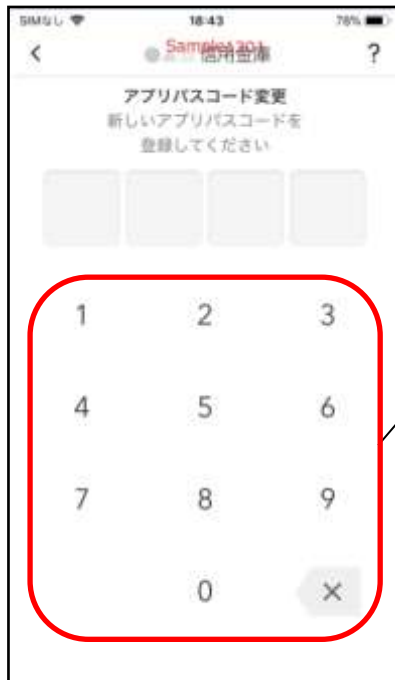 SIMなし 18:43 76%
Sample1201 信用金庫 ?
アプリパスコード変更
新しいアプリパスコードを
登録してください
1 2 3
4 5 6
7 8 9
0